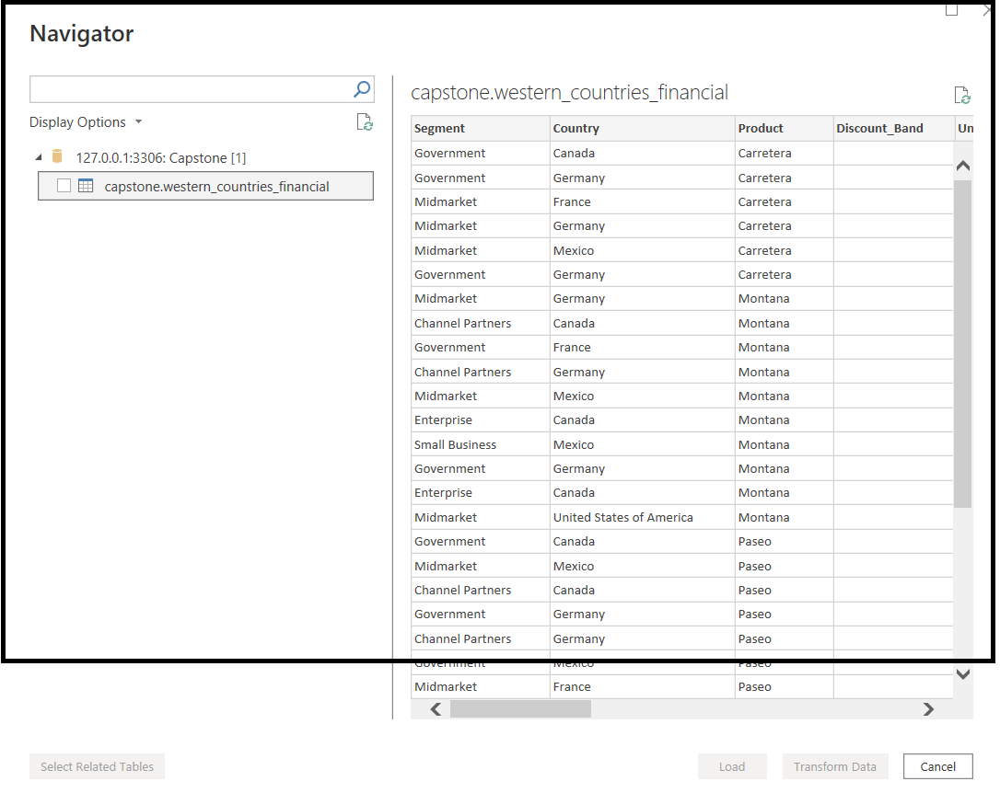 Navigator
Display Options
127.0.0.1:3306: Capstone [1]
capstone.western_countries_financial
capstone.western_countries_financial
Segment Country Product Discount_Band Un
Government Canada Carretera
Government Germany Carretera
Midmarket France Carretera
Midmarket Germany Carretera
Midmarket Mexico Carretera
Government Germany Carretera
Midmarket Germany Montana
Channel Partners Canada Montana
Government France Montana
Channel Partners Germany Montana
Midmarket Mexico Montana
Enterprise Canada Montana
Small Business Mexico Montana
Government Germany Montana
Enterprise Canada Montana
Midmarket United States of America Montana
Government Canada Paseo
Midmarket Mexico Paseo
Channel Partners Canada Paseo
Government Germany Paseo
Channel Partners Germany Paseo
Government Mexico Paseo
Midmarket France Paseo
Select Related Tables
Load Transform Data Cancel